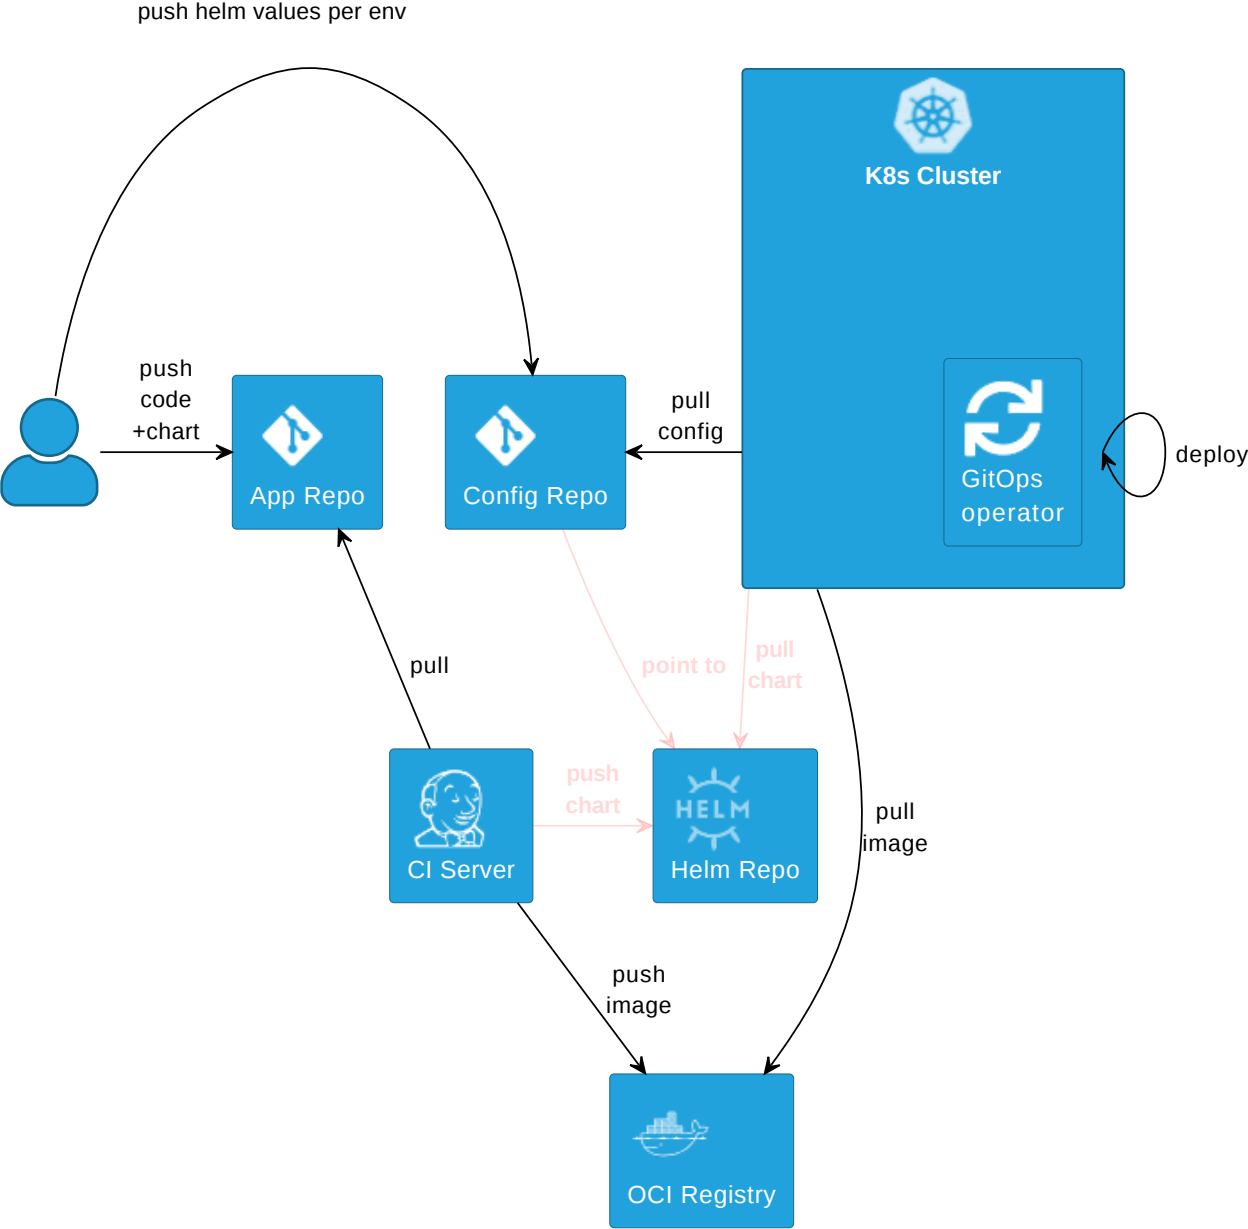 push helm values per env
K8s Cluster
push
code
+chart
App Repo
Config Repo
pull
config
GitOps
operator
deploy
pull
point to
pull
chart
push
chart
CI Server
HELM
Helm Repo
pull
image
push
image
OCI Registry